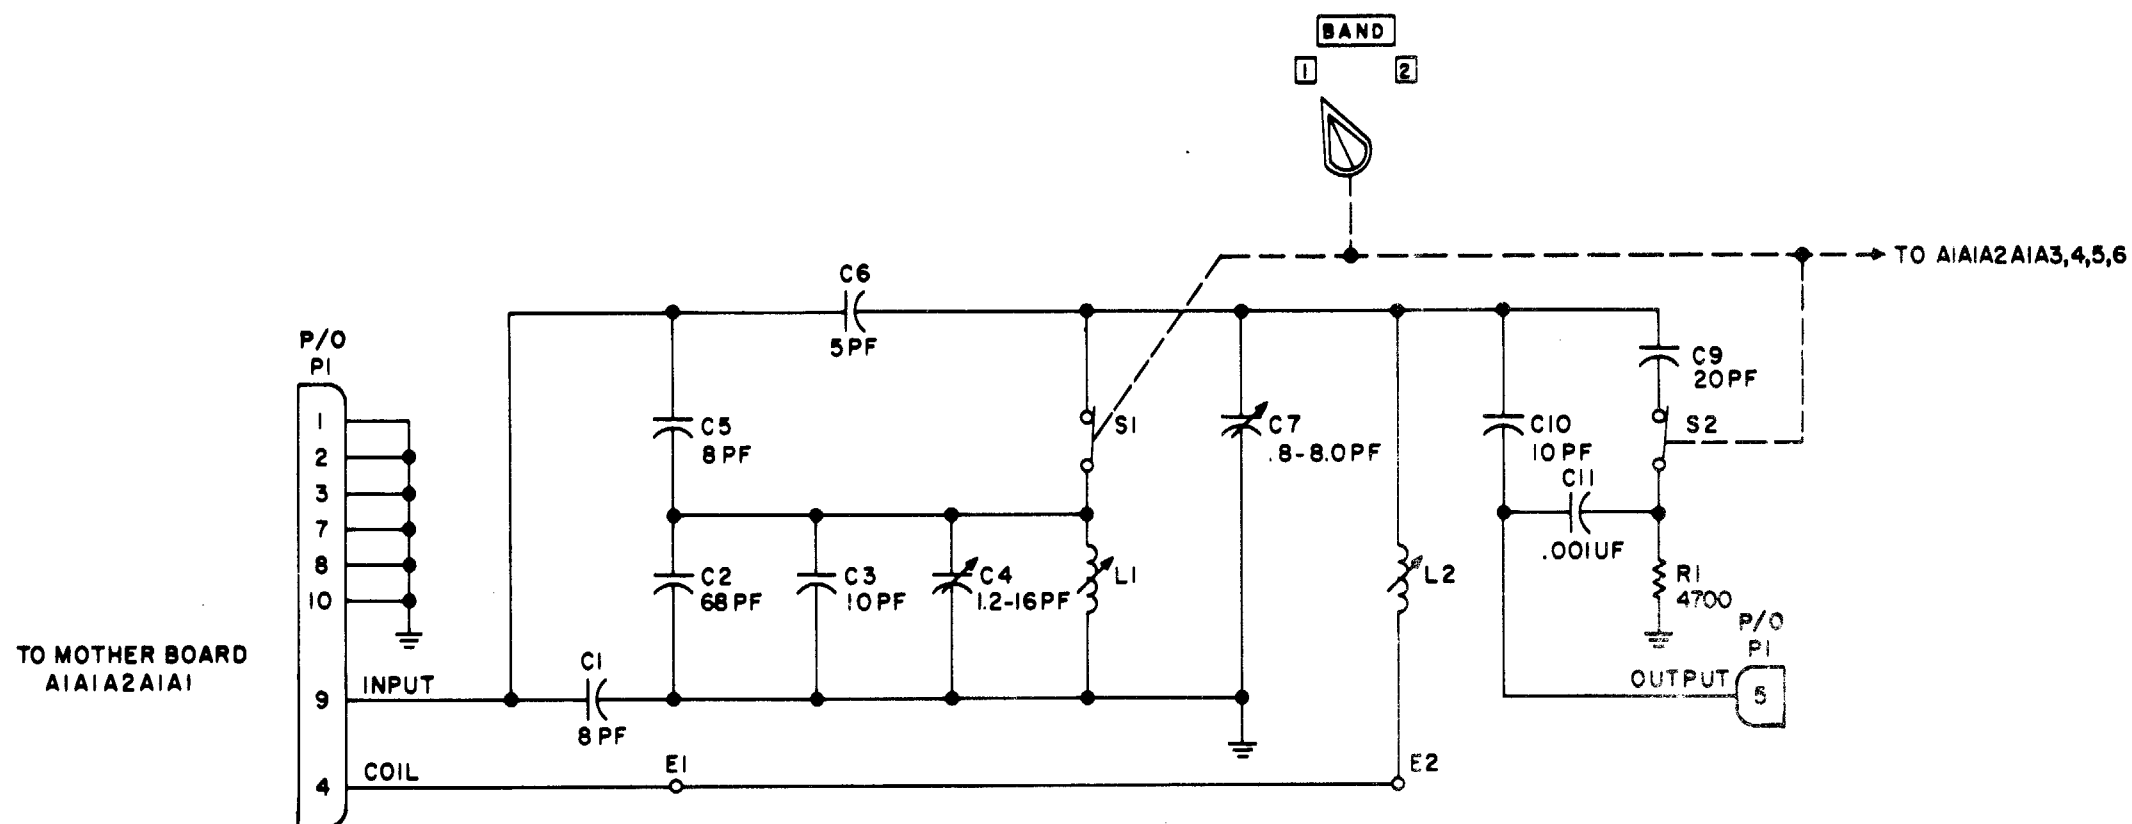 BAND
1 2
TO A1A1A2A1A3,4,5,6
C6
5PF
P/O
P1
1
2
3
7
8
10
9
4
TO MOTHER BOARD
A1A1A2A1A1
INPUT
COIL
C1
8PF
E1
C5
8PF
C2
68PF
C3
10PF
C4
1.2-16PF
S1
L1
C7
.8-8.0PF
L2
E2
C10
10PF
C11
.001UF
C9
20PF
S2
R1
4700
P/O
P1
OUTPUT
5